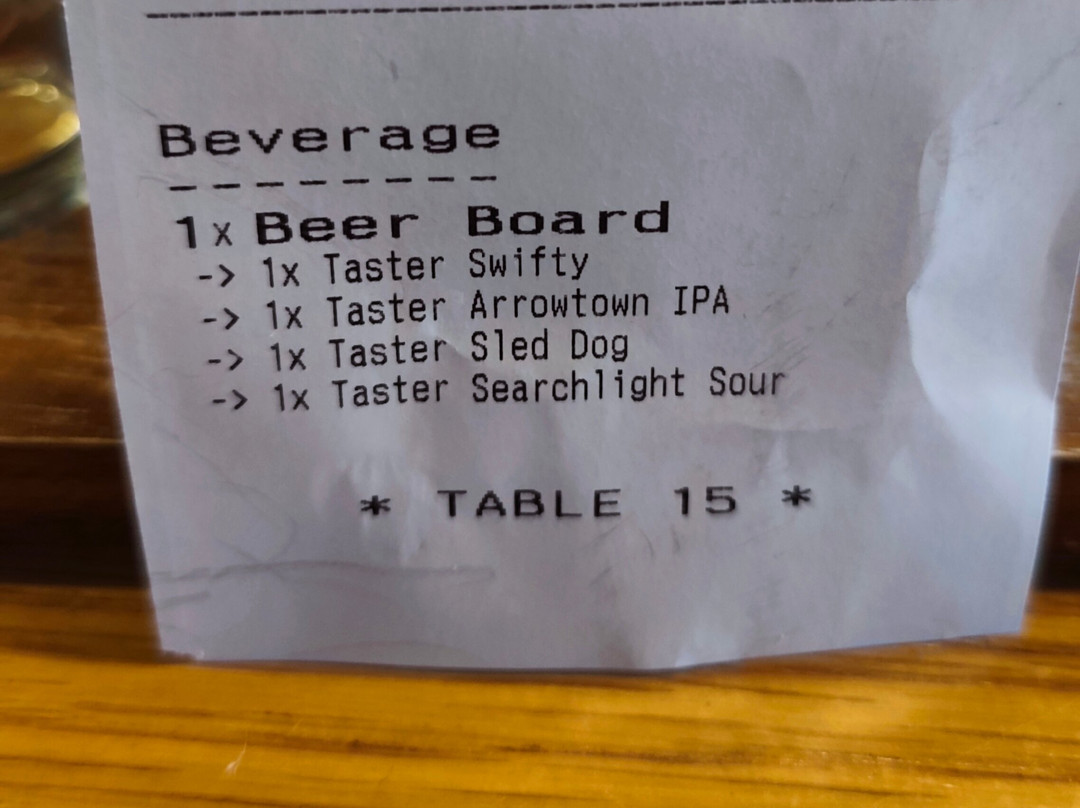 Beverage
--------
1x Beer Board
-> 1x Taster Swifty
-> 1x Taster Arrowtown IPA
-> 1x Taster Sled Dog
-> 1x Taster Searchlight Sour
* TABLE 15 *